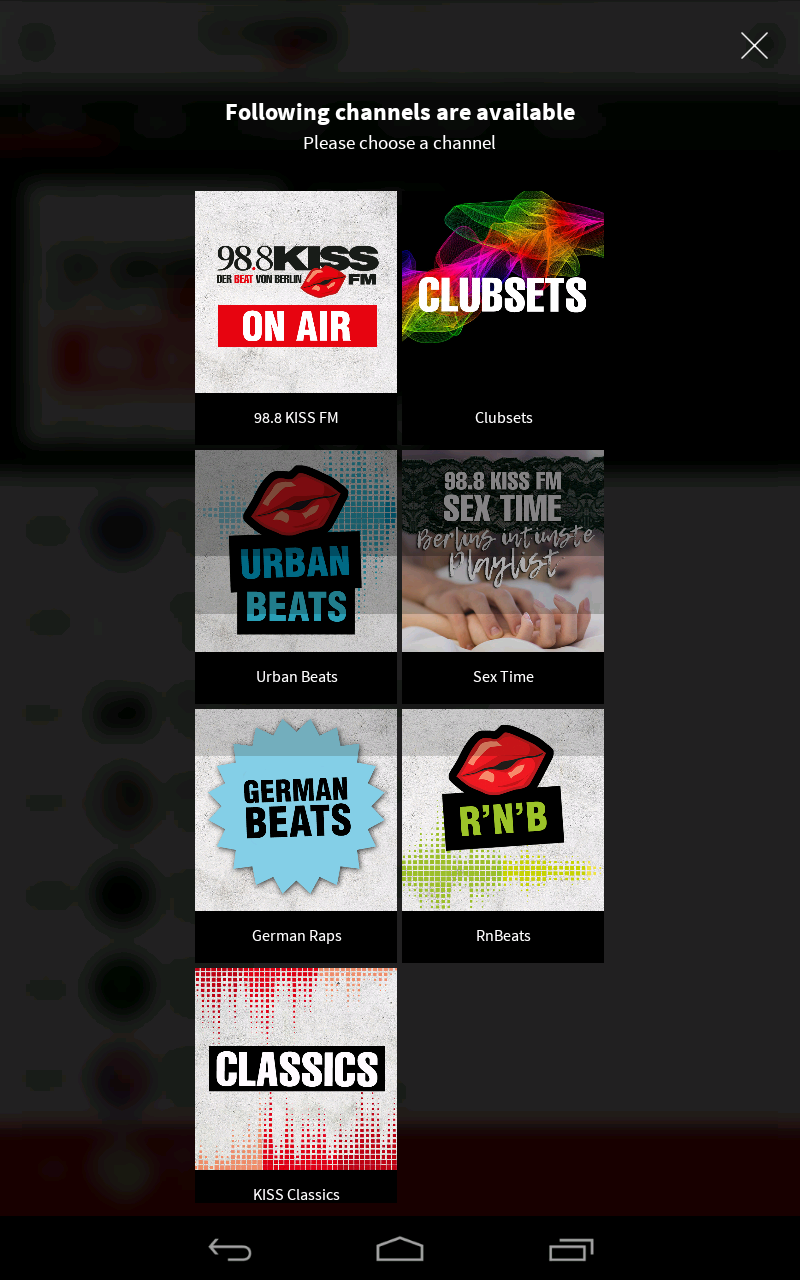 Following channels are available
Please choose a channel
98.8 KISS
DER BEAT VON BERLIN FM
ON AIR
98.8 KISS FM
CLUBSETS
Clubsets
URBAN
BEATS
Urban Beats
98.8 KISS FM
SEX TIME
Berlins intimste
Playlist
Sex Time
GERMAN
BEATS
German Raps
R'N'B
RnBeats
CLASSICS
KISS Classics